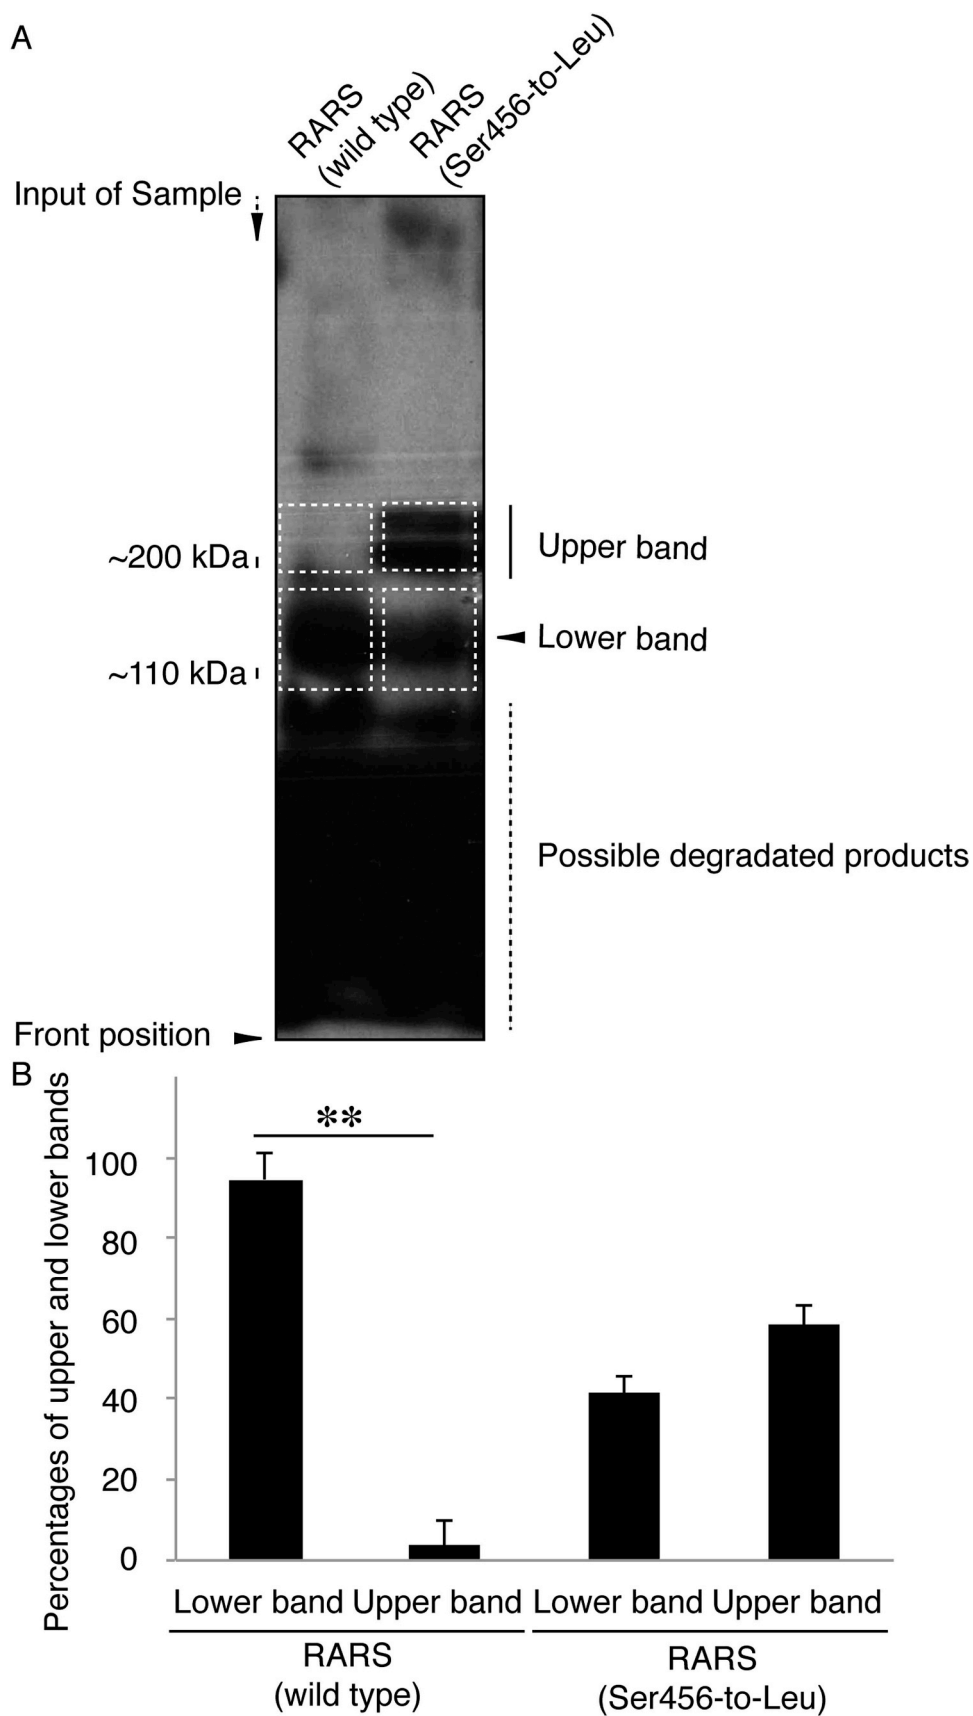 A
RARS
(wild type)
RARS
(Ser456-to-Leu)
Input of Sample
~200 kDa
Upper band
Lower band
~110 kDa
Possible degradated products
Front position
B
Percentages of upper and lower bands
**
100
80
60
40
20
0
Lower band Upper band Lower band Upper band
RARS
(wild type)
RARS
(Ser456-to-Leu)